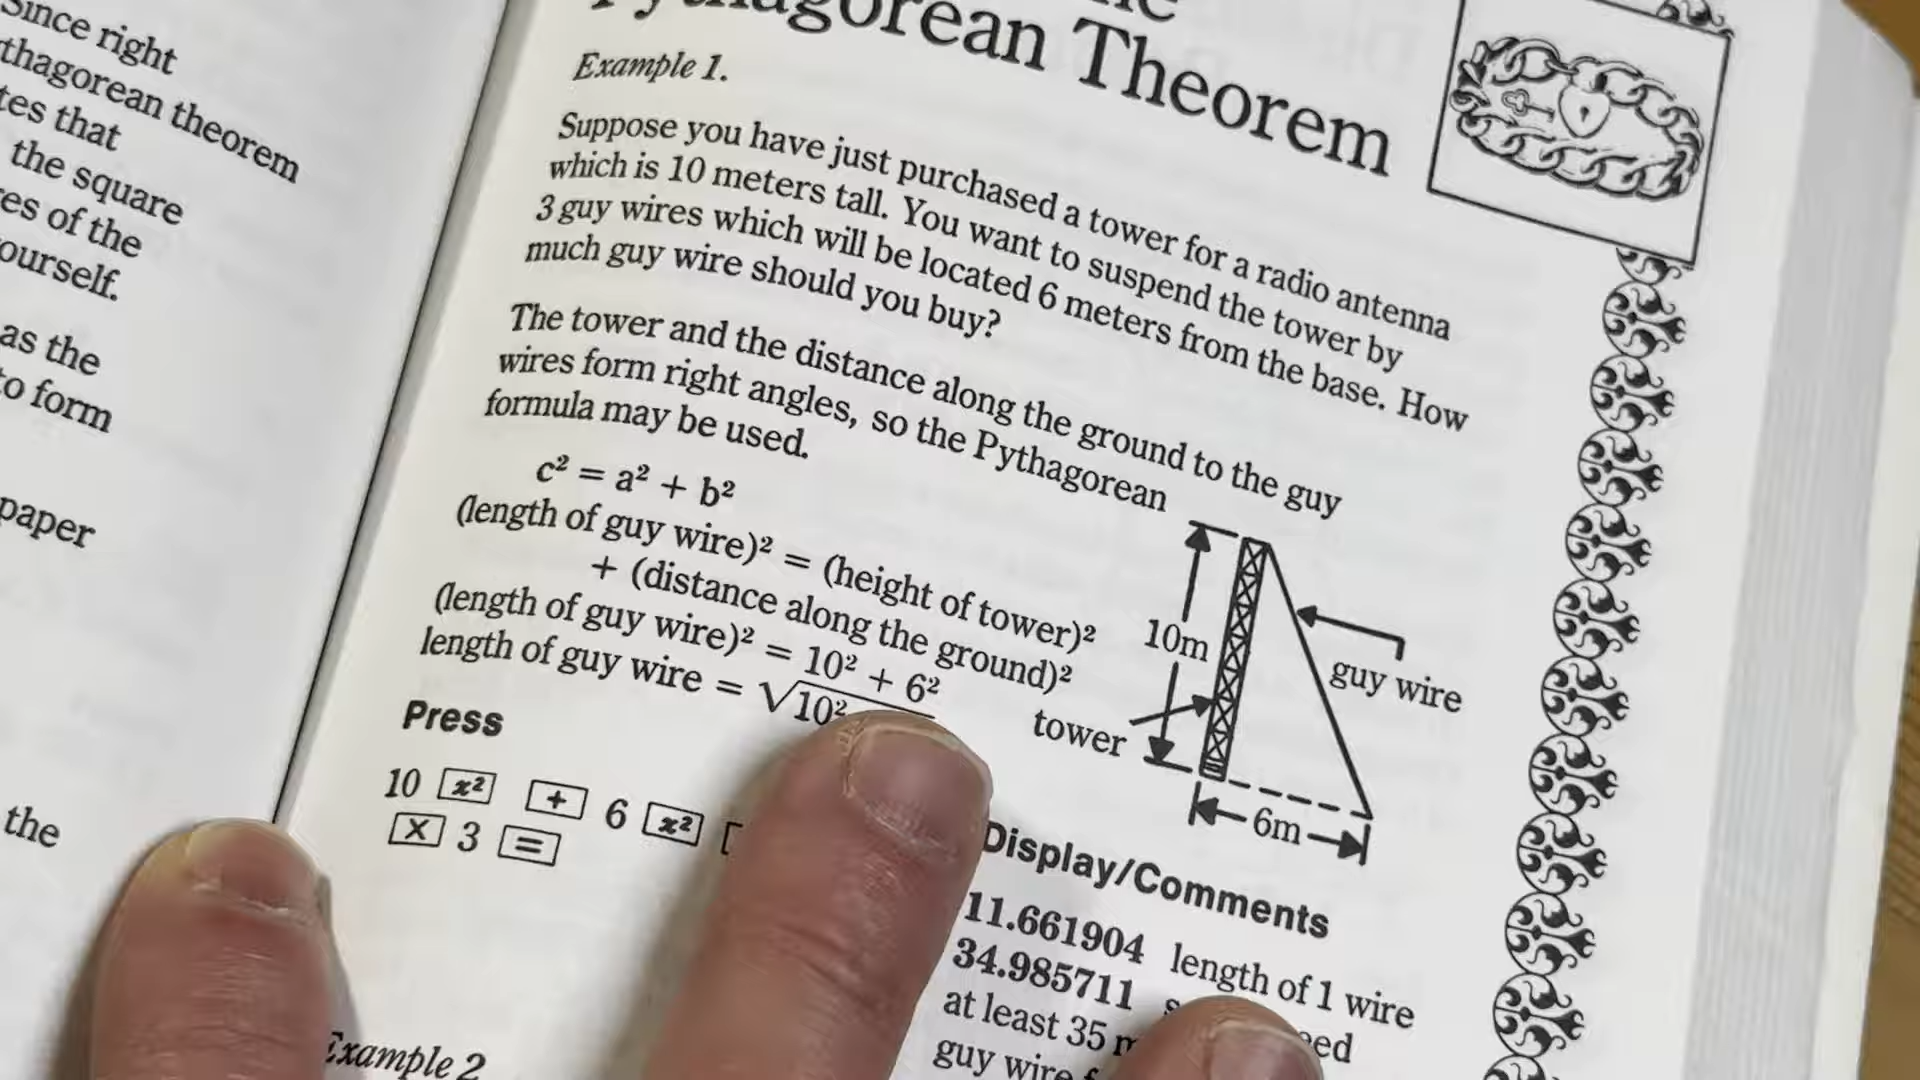 Since right
thagorean theorem
tes that
the square
es of the
ourself.
as the
to form
paper
the
Pythagorean Theorem
Example 1.
Suppose you have just purchased a tower for a radio antenna
which is 10 meters tall. You want to suspend the tower by
3 guy wires which will be located 6 meters from the base. How
much guy wire should you buy?
The tower and the distance along the ground to the guy
wires form right angles, so the Pythagorean
formula may be used.
c² = a² + b²
(length of guy wire)² = (height of tower)²
+ (distance along the ground)²
(length of guy wire)² = 10² + 6²
length of guy wire = √10²
10m
guy wire
tower
6m
Press
10 x² + 6 x²
X 3 =
Display/Comments
11.661904 length of 1 wire
34.985711
at least 35
guy wire
Example 2